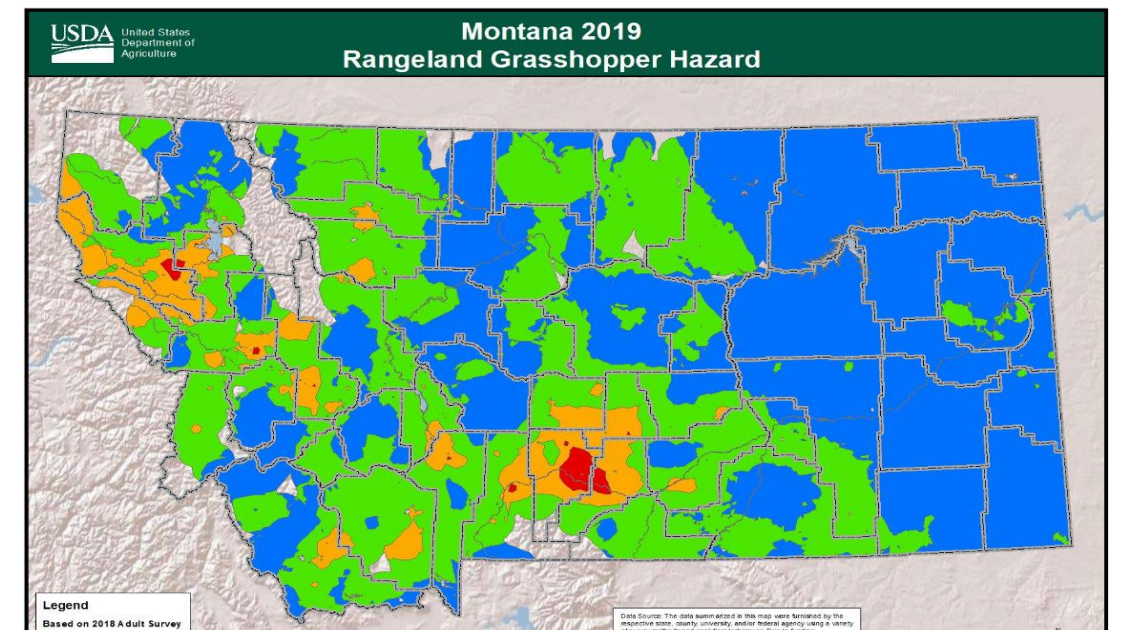 USDA
United States
Department of
Agriculture
Montana 2019
Rangeland Grasshopper Hazard
Legend
Based on 2018 Adult Survey
Data Source: The data summarized in this map were furnished by the
respective state, county, university, and/or federal agency using a variety